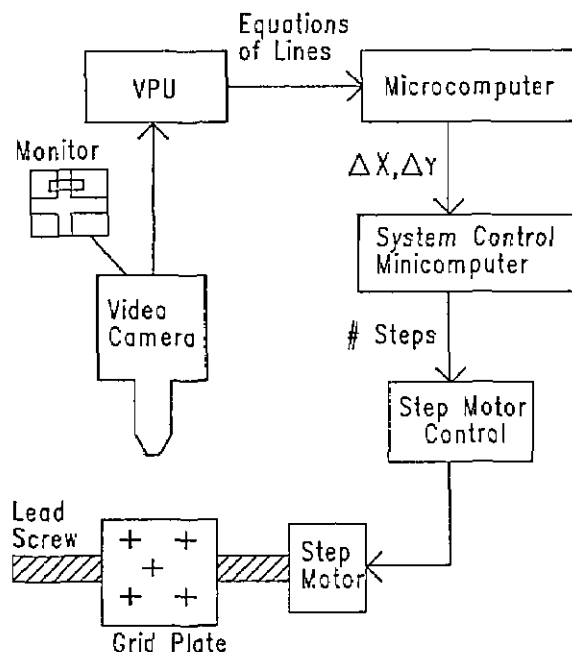 Equations
of Lines
VPU
Microcomputer
Monitor
ΔX, ΔY
System Control
Minicomputer
Video
Camera
# Steps
Step Motor
Control
Lead
Screw
Step
Motor
Grid Plate